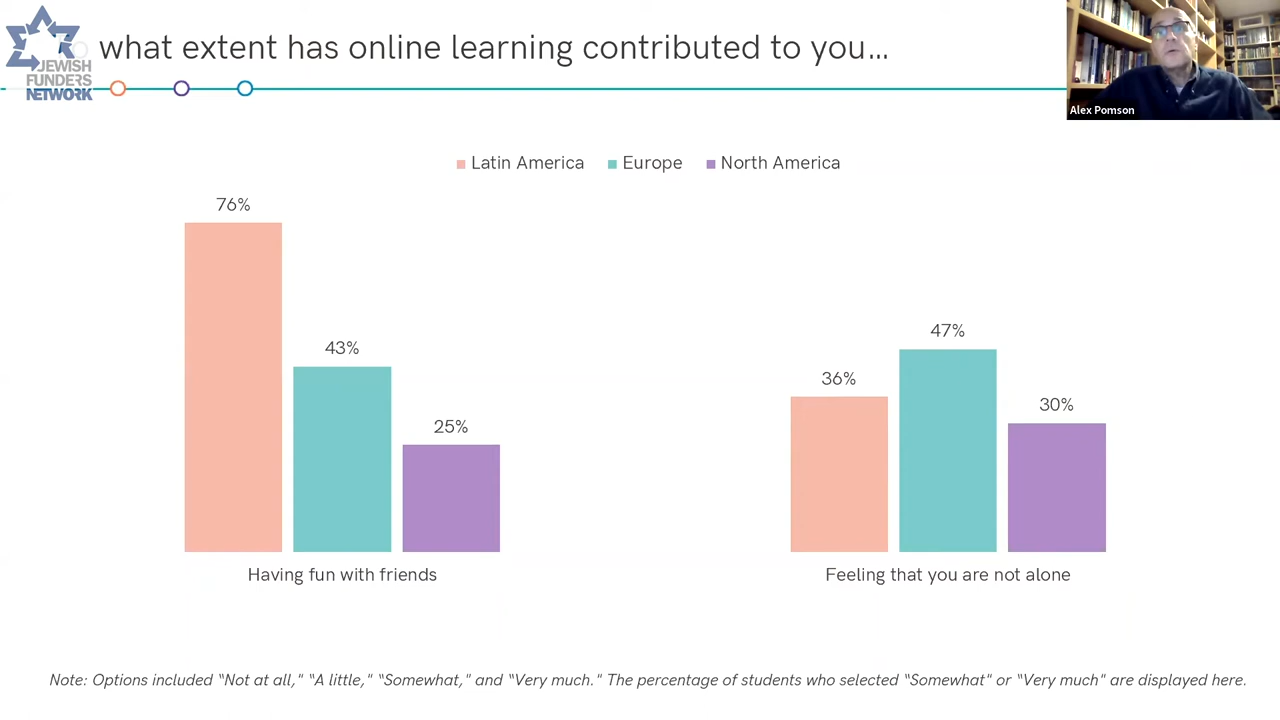 what extent has online learning contributed to you...
JEWISH
FUNDERS
NETWORK
Alex Pomson
Latin America Europe North America
76%
43%
25%
36%
47%
30%
Having fun with friends
Feeling that you are not alone
Note: Options included “Not at all," “A little," “Somewhat," and “Very much." The percentage of students who selected “Somewhat" or “Very much" are displayed here.